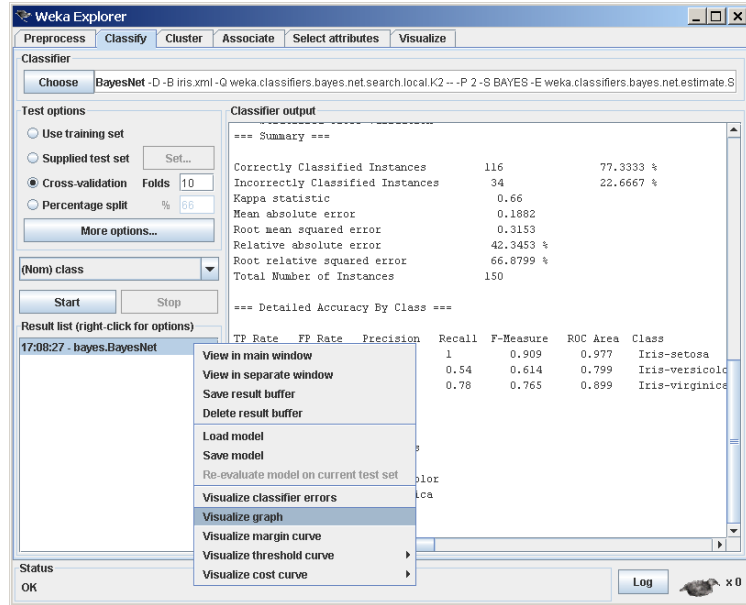 Weka Explorer
Preprocess Classify Cluster Associate Select attributes Visualize
Classifier
Choose BayesNet -D -B iris.xml -Q weka.classifiers.bayes.net.search.local.K2 -- -P 2 -S BAYES -E weka.classifiers.bayes.net.estimate.S
Test options
Use training set
Supplied test set Set...
Cross-validation Folds 10
Percentage split % 66
More options...
(Nom) class
Start Stop
Result list (right-click for options)
17:08:27 - bayes.BayesNet
Classifier output
=== Summary ===
Correctly Classified Instances 116 77.3333 %
Incorrectly Classified Instances 34 22.6667 %
Kappa statistic 0.66
Mean absolute error 0.1882
Root mean squared error 0.3153
Relative absolute error 42.3453 %
Root relative squared error 66.8799 %
Total Number of Instances 150
=== Detailed Accuracy By Class ===
TP Rate FP Rate Precision Recall F-Measure ROC Area Class
1 0.909 0.977 Iris-setosa
0.54 0.614 0.799 Iris-versicolo
0.78 0.765 0.899 Iris-virginica
View in main window
View in separate window
Save result buffer
Delete result buffer
Load model
Save model
Re-evaluate model on current test set
Visualize classifier errors
Visualize graph
Visualize margin curve
Visualize threshold curve
Visualize cost curve
Status
OK
Log x 0